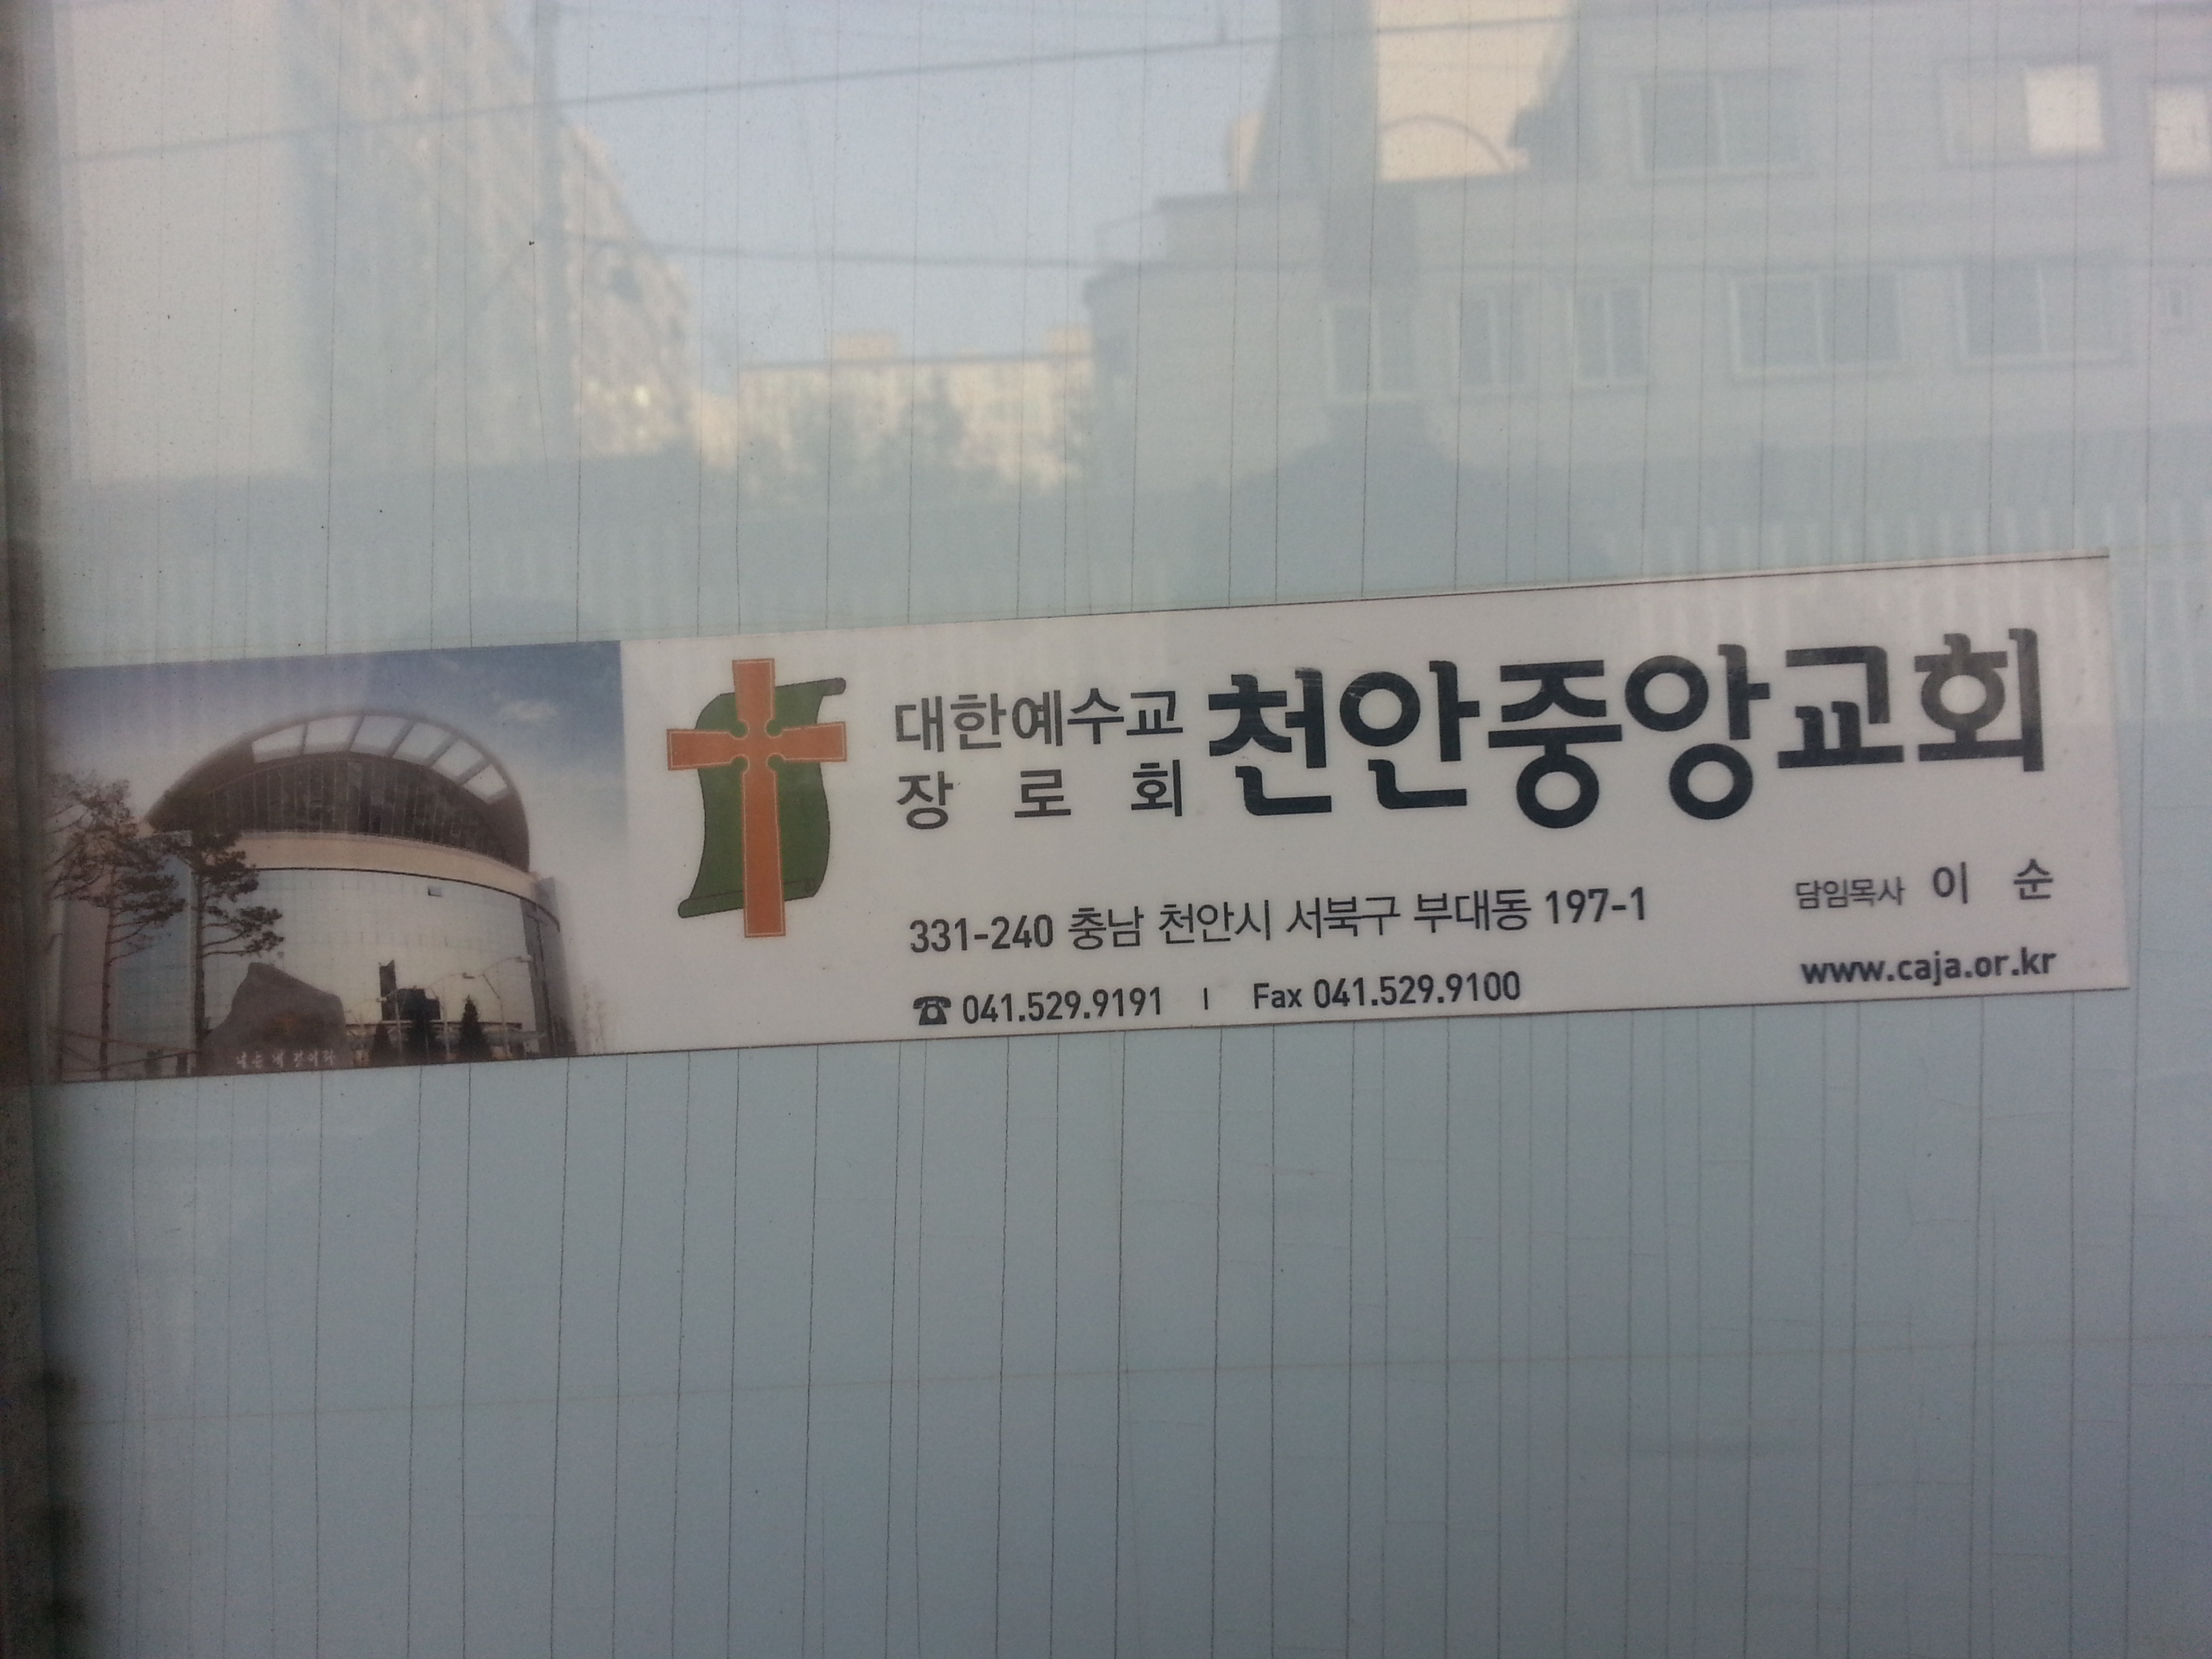 대한예수교
장 로 회
천안중앙교회
331-240 충남 천안시 서북구 부대동 197-1
담임목사 이 순
☎ 041.529.9191 | Fax 041.529.9100
www.caja.or.kr